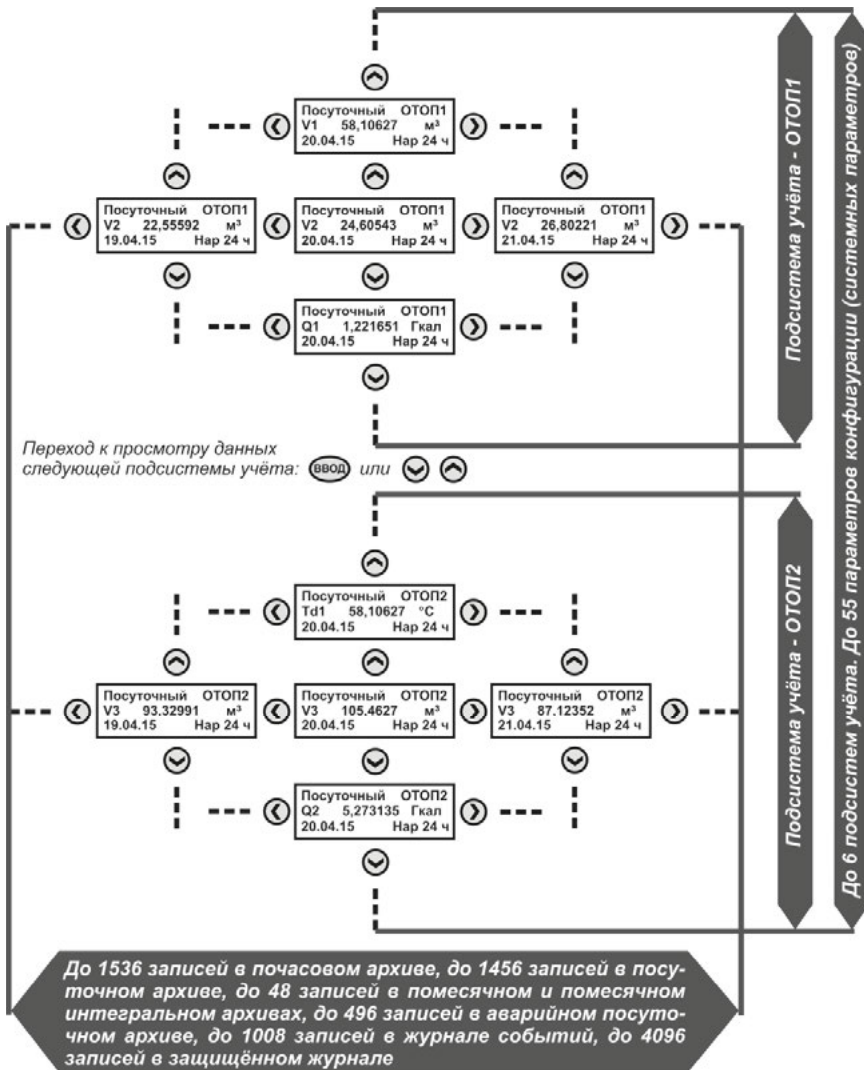 Посуточный ОТОП1
V1 58,10627 м³
20.04.15 Нар 24 ч
Посуточный ОТОП1
V2 22,55592 м³
19.04.15 Нар 24 ч
Посуточный ОТОП1
V2 24,60543 м³
20.04.15 Нар 24 ч
Посуточный ОТОП1
V2 26,80221 м³
21.04.15 Нар 24 ч
Посуточный ОТОП1
Q1 1,221651 Гкал
20.04.15 Нар 24 ч
Подсистема учёта - ОТОП1
До 6 подсистем учёта. До 55 параметров конфигурации (системных параметров)
Переход к просмотру данных
следующей подсистемы учёта: ВВОД или
Посуточный ОТОП2
Td1 58,10627 °C
20.04.15 Нар 24 ч
Посуточный ОТОП2
V3 93.32991 м³
19.04.15 Нар 24 ч
Посуточный ОТОП2
V3 105.4627 м³
20.04.15 Нар 24 ч
Посуточный ОТОП2
V3 87.12352 м³
21.04.15 Нар 24 ч
Посуточный ОТОП2
Q2 5,273135 Гкал
20.04.15 Нар 24 ч
Подсистема учёта - ОТОП2
До 1536 записей в почасовом архиве, до 1456 записей в посу-
точном архиве, до 48 записей в помесячном и помесячном
интегральном архивах, до 496 записей в аварийном посуто-
чном архиве, до 1008 записей в журнале событий, до 4096
записей в защищённом журнале